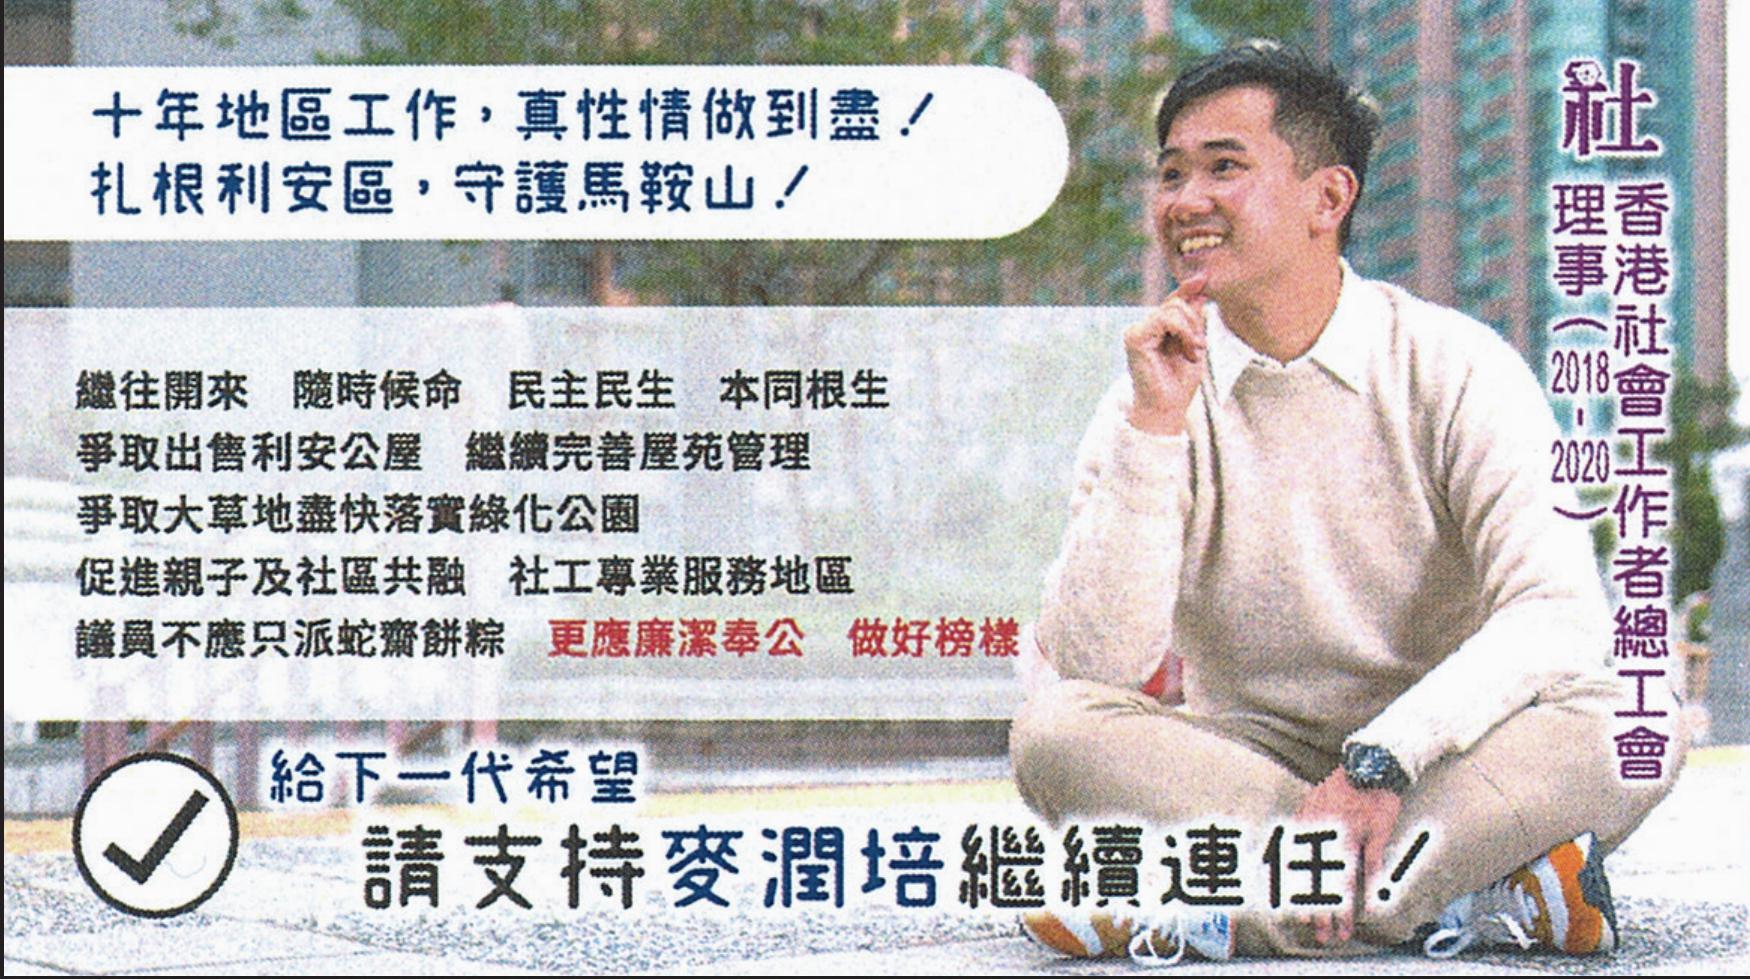 十年地區工作，真性情做到盡！
扎根利安區，守護馬鞍山！
繼往開來　隨時候命　民主民生　本同根生
爭取出售利安公屋　繼續完善屋苑管理
爭取大草地盡快落實綠化公園
促進親子及社區共融　社工專業服務地區
議員不應只派蛇齋餅粽　更應廉潔奉公　做好榜樣
給下一代希望
請支持麥潤培繼續連任！
社
香港社會工作者總工會
理事（2018-2020）